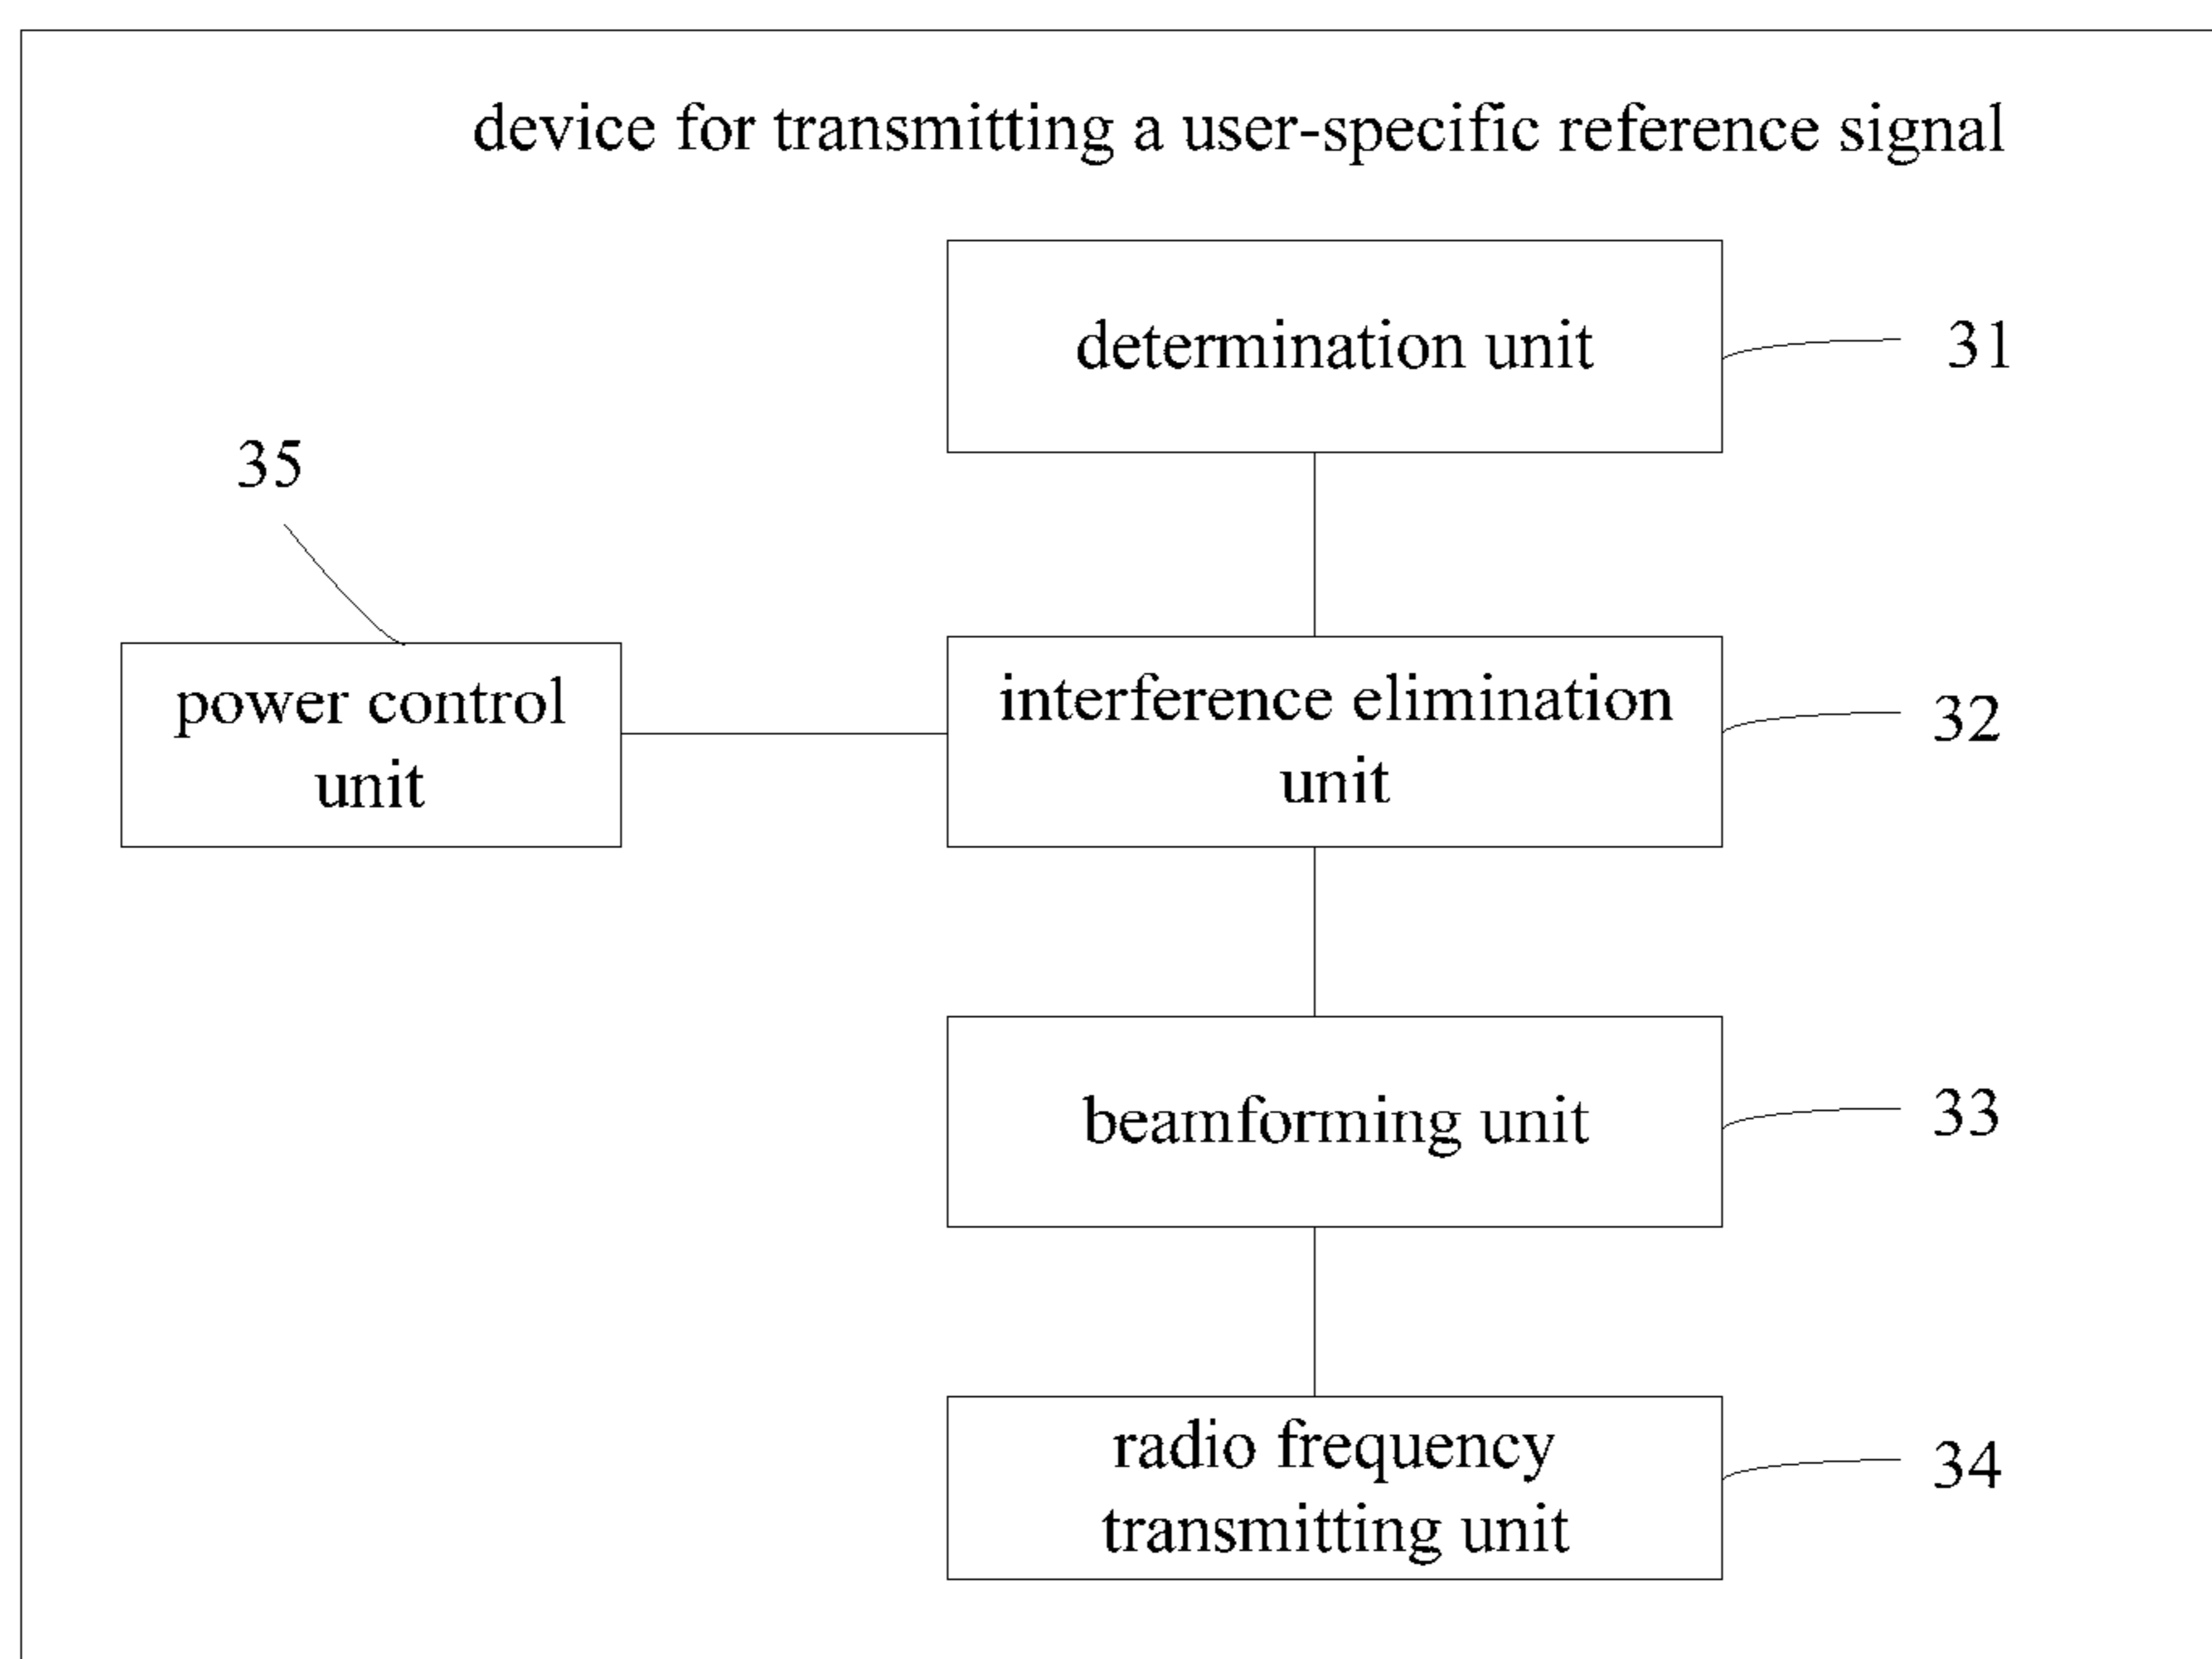 device for transmitting a user-specific reference signal
determination unit
31
35
power control
unit
interference elimination
unit
32
beamforming unit
33
radio frequency
transmitting unit
34